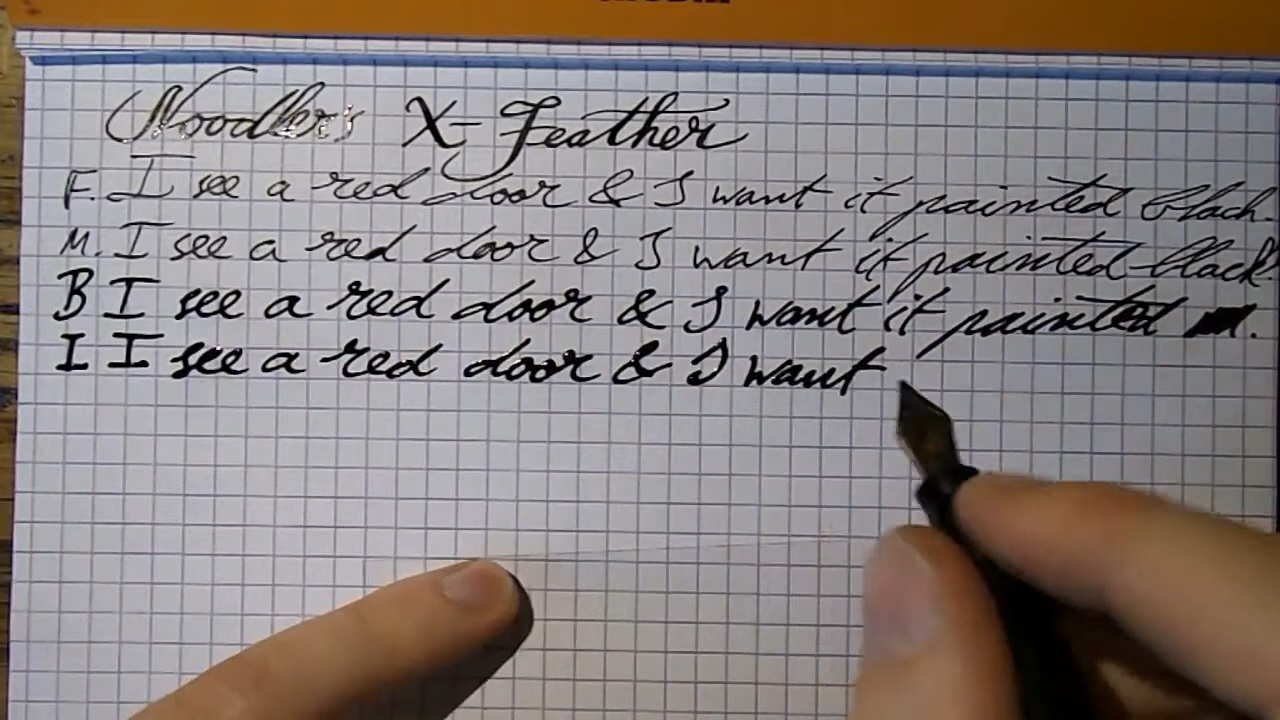 Noodler's X-Feather
F. I see a red door & I want it painted black.
M. I see a red door & I want it painted black.
B I see a red door & I want it painted
I I see a red door & I want